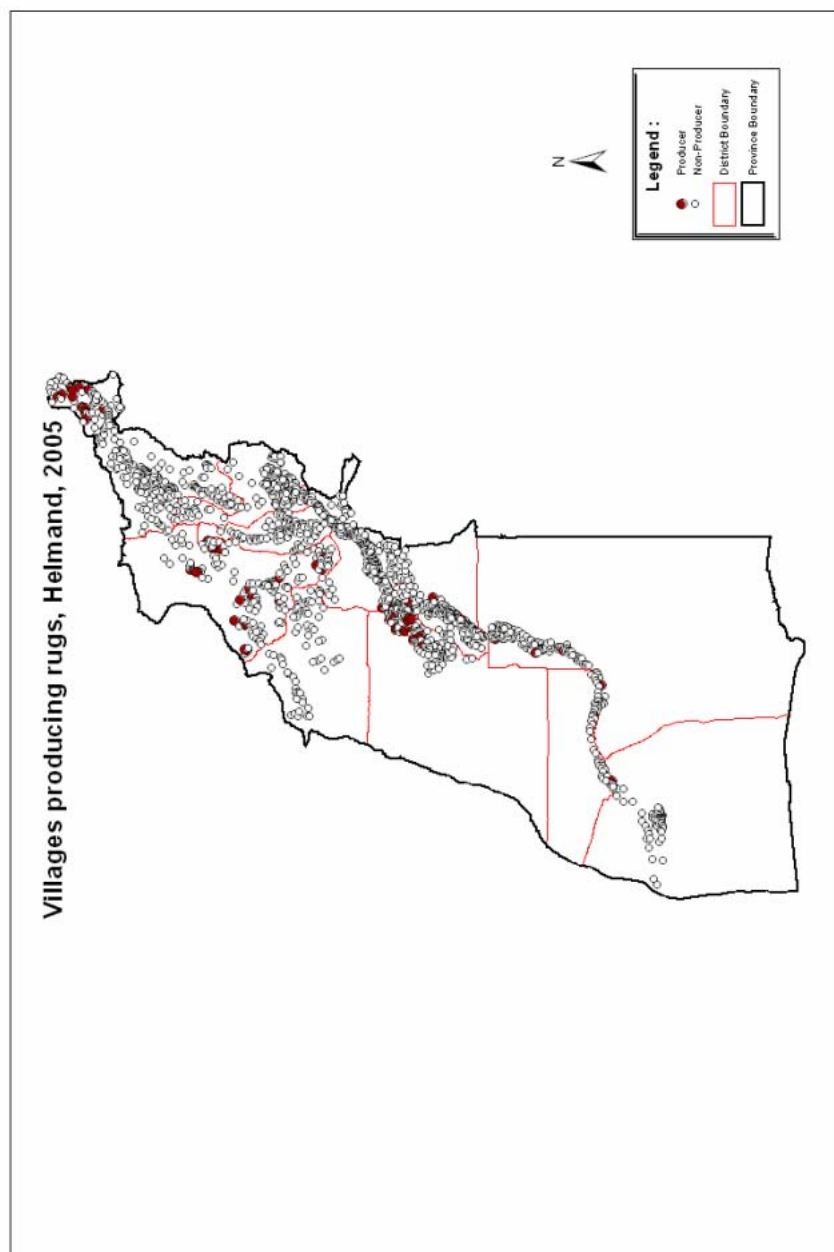 Villages producing rugs, Helmand, 2005
N
Legend :
Producer
Non-Producer
District Boundary
Province Boundary